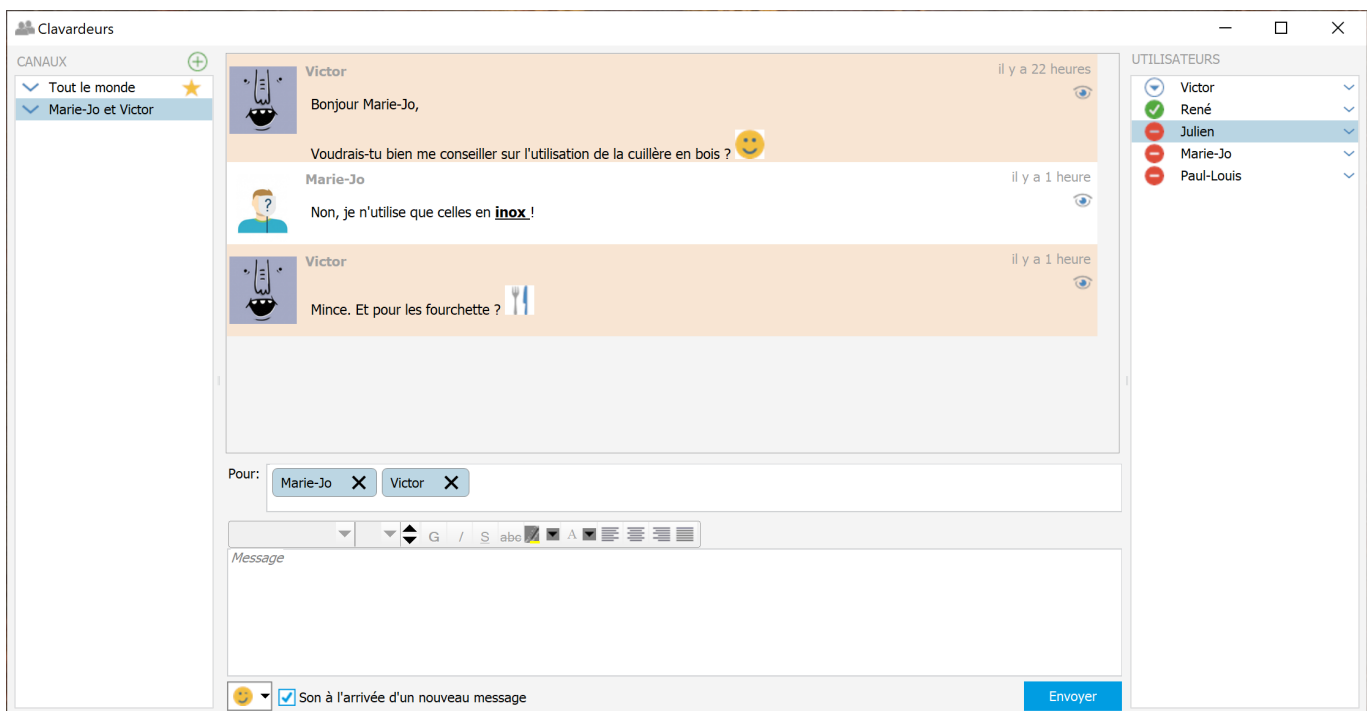 Clavardeurs
CANAUX
Tout le monde
Marie-Jo et Victor
Victor
il y a 22 heures
Bonjour Marie-Jo,
Voudrais-tu bien me conseiller sur l'utilisation de la cuillère en bois ?
Marie-Jo
il y a 1 heure
?
Non, je n'utilise que celles en inox !
Victor
il y a 1 heure
Mince. Et pour les fourchette ?
Pour:
Marie-Jo
Victor
G I S abc A
Message
Son à l'arrivée d'un nouveau message
Envoyer
UTILISATEURS
Victor
René
Julien
Marie-Jo
Paul-Louis